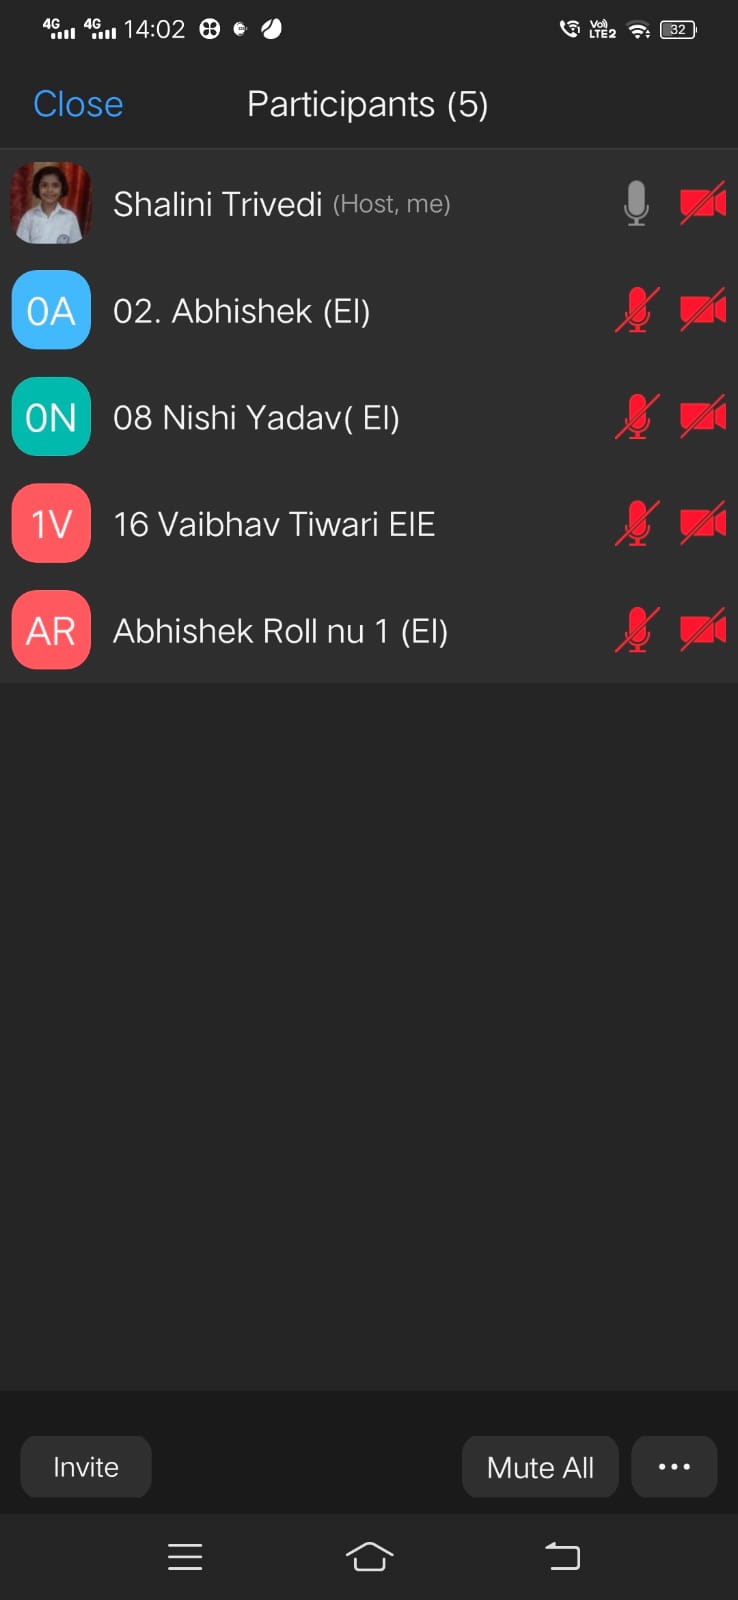 4G 4G 14:02 Vo) LTE2 32
Close Participants (5)
Shalini Trivedi (Host, me)
0A 02. Abhishek (EI)
0N 08 Nishi Yadav( EI)
1V 16 Vaibhav Tiwari EIE
AR Abhishek Roll nu 1 (EI)
Invite Mute All